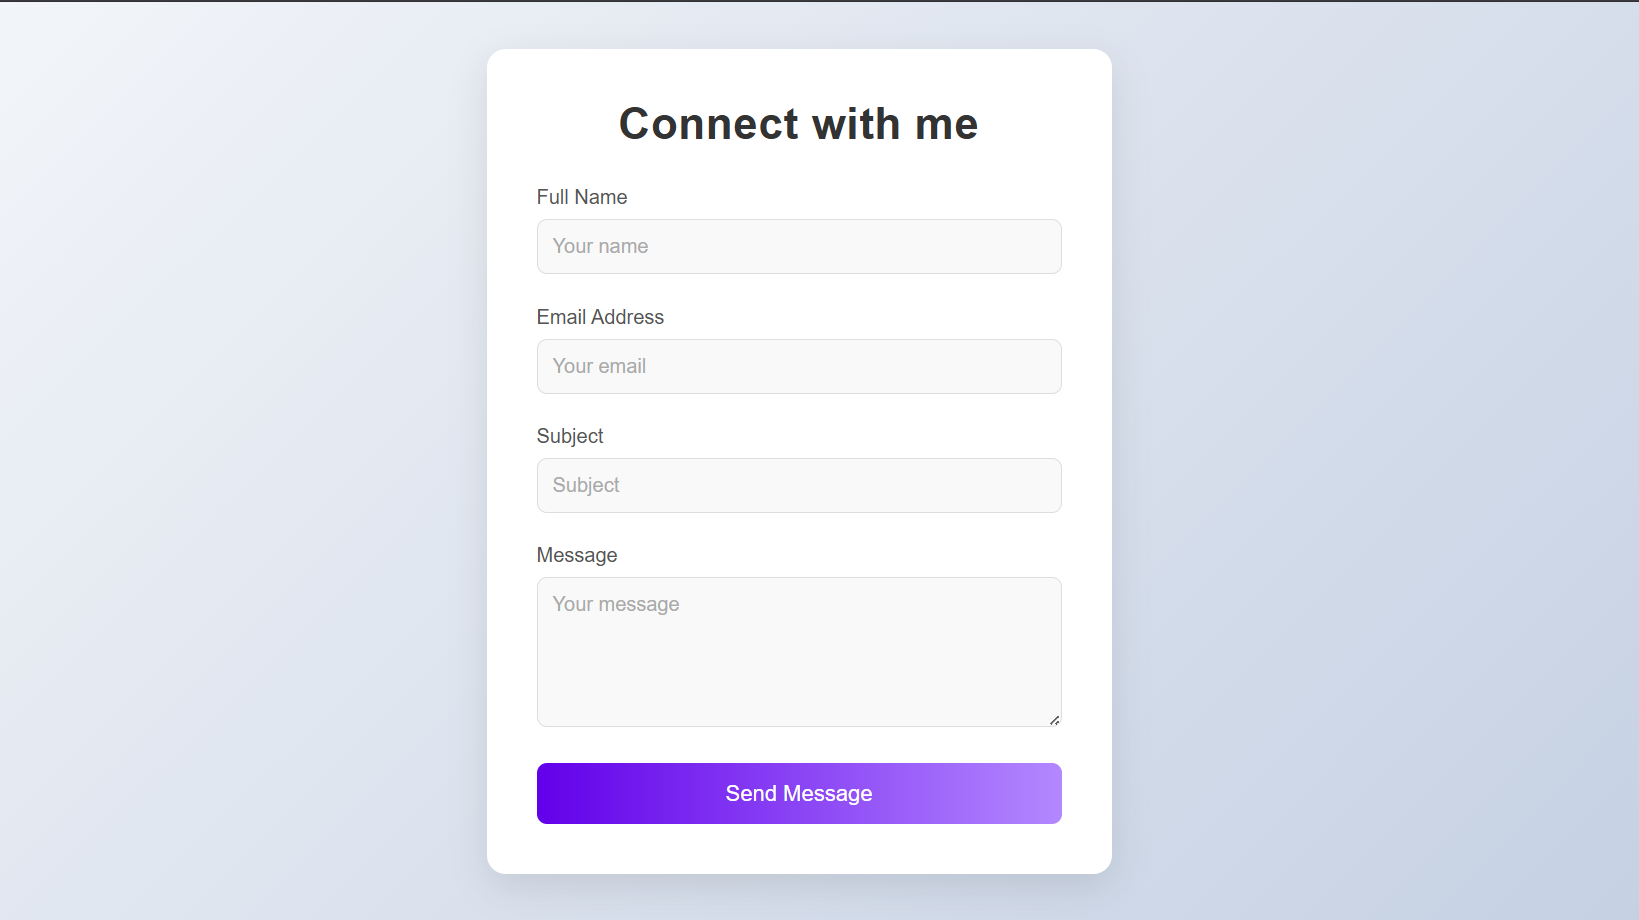 Connect with me
Full Name
Your name
Email Address
Your email
Subject
Subject
Message
Your message
Send Message